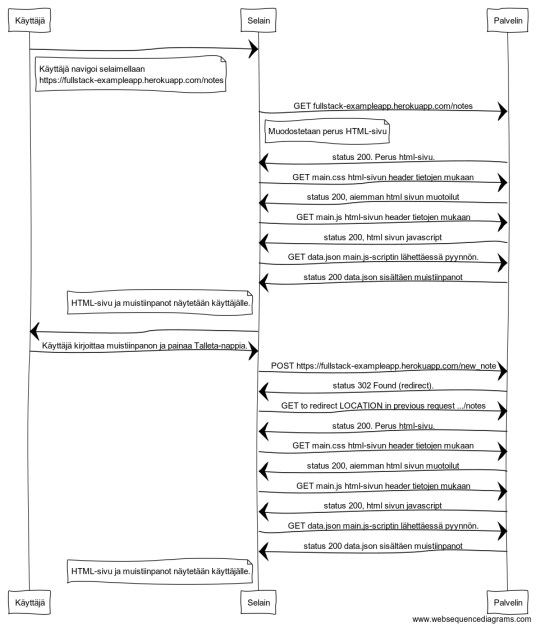 Käyttäjä
Selain
Palvelin
Käyttäjä navigoi selaimellaan
https://fullstack-exampleapp.herokuapp.com/notes
GET fullstack-exampleapp.herokuapp.com/notes
Muodostetaan perus HTML-sivu
status 200. Perus html-sivu.
GET main.css html-sivun header tietojen mukaan
status 200, aiemman html sivun muotoilut
GET main.js html-sivun header tietojen mukaan
status 200, html sivun javascript
GET data.json main.js-scriptin lähettäessä pyynnön.
status 200 data.json sisältäen muistiinpanot
HTML-sivu ja muistiinpanot näytetään käyttäjälle.
Käyttäjä kirjoittaa muistiinpanon ja painaa Talleta-nappia.
POST https://fullstack-exampleapp.herokuapp.com/new_note
status 302 Found (redirect).
GET to redirect LOCATION in previous request .../notes
status 200. Perus html-sivu.
GET main.css html-sivun header tietojen mukaan
status 200, aiemman html sivun muotoilut
GET main.js html-sivun header tietojen mukaan
status 200, html sivun javascript
GET data.json main.js-scriptin lähettäessä pyynnön.
status 200 data.json sisältäen muistiinpanot
HTML-sivu ja muistiinpanot näytetään käyttäjälle.
Käyttäjä
Selain
Palvelin
www.websequencediagrams.com